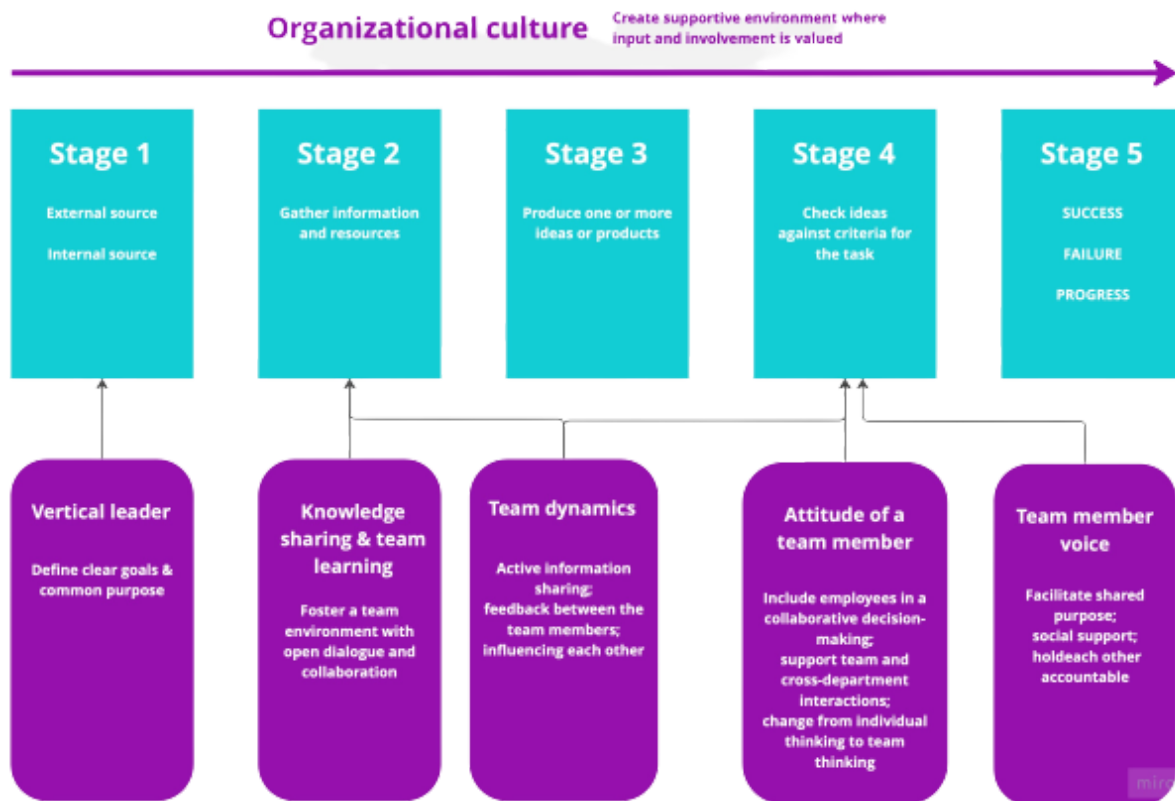 Organizational culture
Create supportive environment where
input and involvement is valued
Stage 1
External source
Internal source
Stage 2
Gather information
and resources
Stage 3
Produce one or more
ideas or products
Stage 4
Check ideas
against criteria for
the task
Stage 5
SUCCESS
FAILURE
PROGRESS
Vertical leader
Define clear goals &
common purpose
Knowledge
sharing & team
learning
Foster a team
environment with
open dialogue and
collaboration
Team dynamics
Active information
sharing;
feedback between the
team members;
influencing each other
Attitude of a
team member
Include employees in a
collaborative decision-
making;
support team and
cross-department
interactions;
change from individual
thinking to team
thinking
Team member
voice
Facilitate shared
purpose;
social support;
holdeach other
accountable
miro